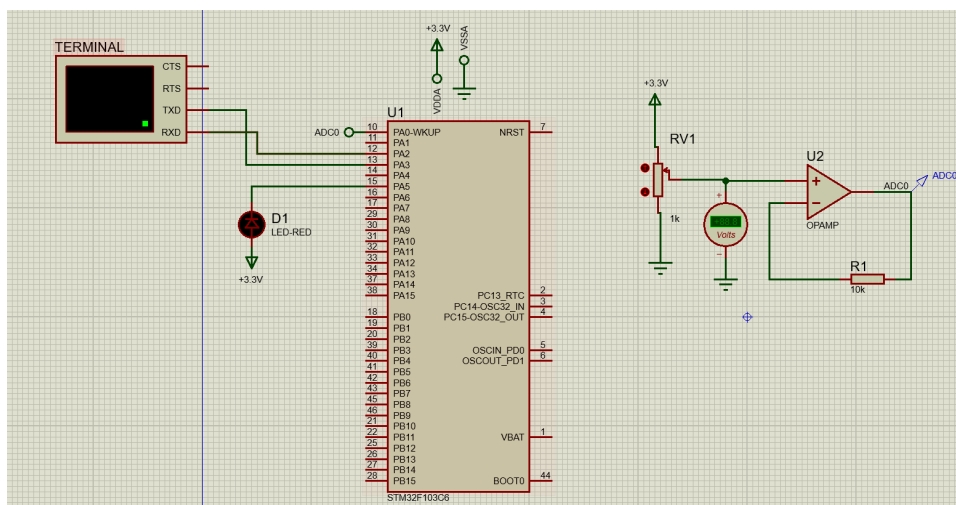 TERMINAL
CTS
RTS
TXD
RXD
+3.3V
VSSA
VDDA
U1
ADC0
10 PA0-WKUP
11 PA1
12 PA2
13 PA3
14 PA4
15 PA5
16 PA6
17 PA7
29 PA8
30 PA9
31 PA10
32 PA11
33 PA12
34 PA13
37 PA14
38 PA15
18 PB0
19 PB1
20 PB2
39 PB3
40 PB4
41 PB5
42 PB6
43 PB7
45 PB8
46 PB9
21 PB10
22 PB11
25 PB12
26 PB13
27 PB14
28 PB15
NRST 7
PC13_RTC 2
PC14-OSC32_IN 3
PC15-OSC32_OUT 4
OSCIN_PD0 5
OSCOUT_PD1 6
VBAT 1
BOOT0 44
STM32F103C6
D1
LED-RED
+3.3V
+3.3V
RV1
1k
+
Volts
−
U2
+
−
OPAMP
ADC0
ADC0
R1
10k